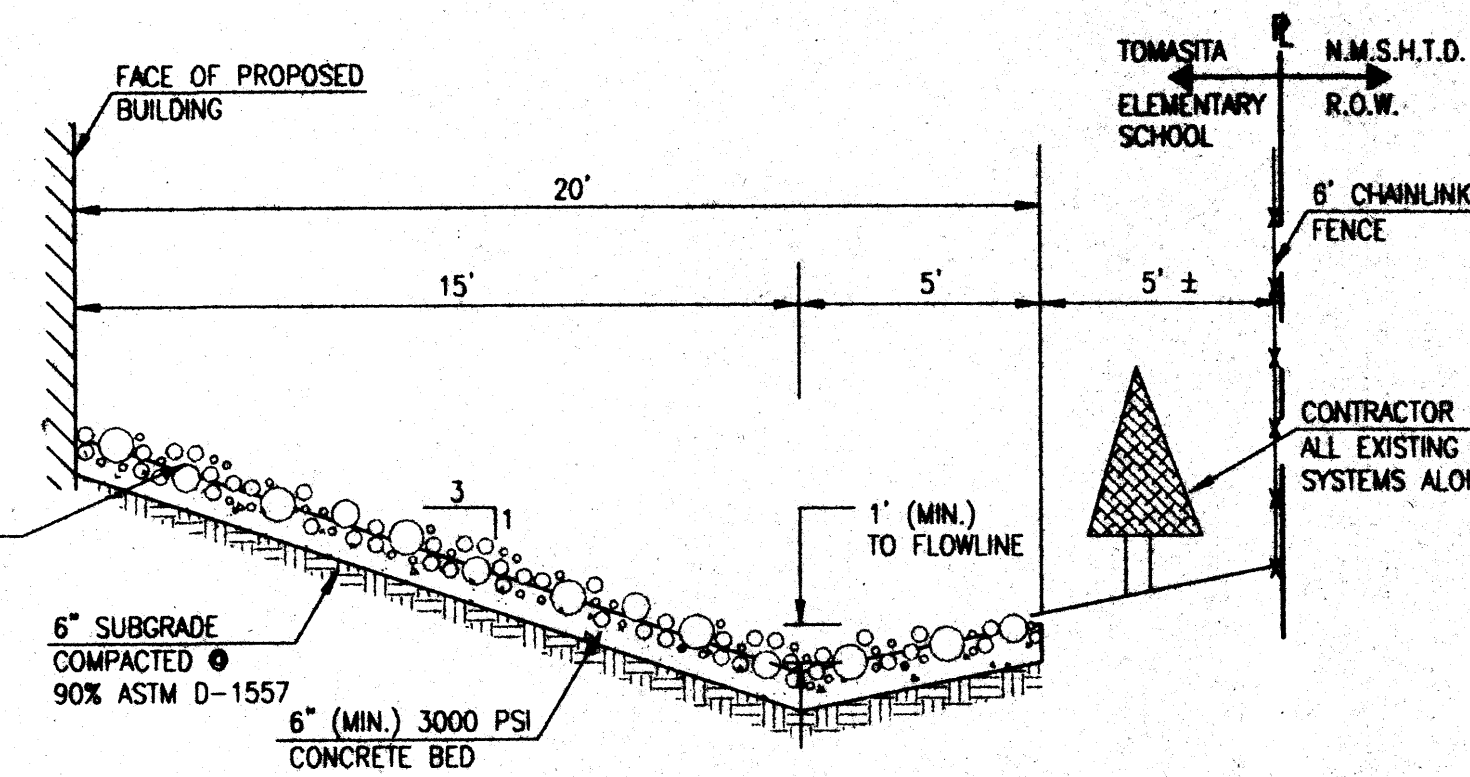 FACE OF PROPOSED
BUILDING
TOMASITA
ELEMENTARY
SCHOOL
N.M.S.H.T.D.
R.O.W.
20'
6' CHAINLINK
FENCE
15'
5'
5' ±
CONTRACTOR
ALL EXISTING
SYSTEMS
3
1
1' (MIN.)
TO FLOWLINE
6" SUBGRADE
COMPACTED @
90% ASTM D-1557
6" (MIN.) 3000 PSI
CONCRETE BED